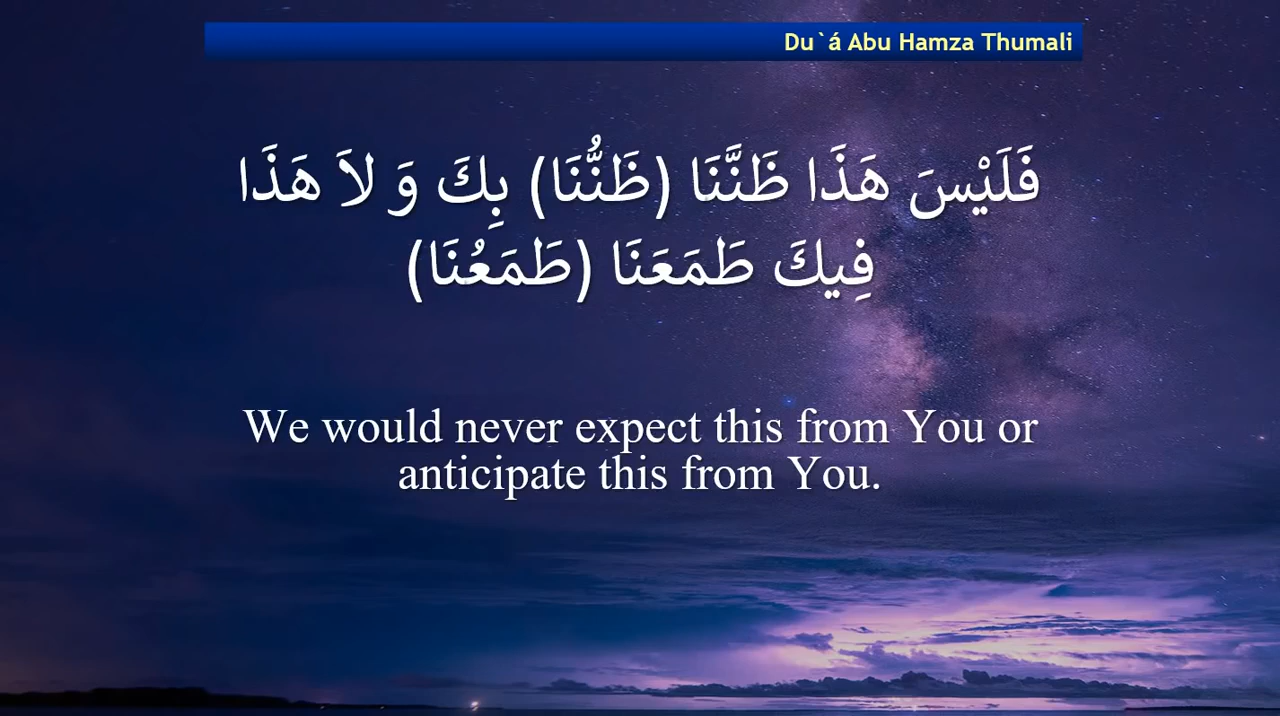 Du`á Abu Hamza Thumali
فَلَيْسَ هَذَا ظَنَّنَا (ظَنُّنَا) بِكَ وَ لاَ هَذَا
فِيكَ طَمَعَنَا (طَمَعُنَا)
We would never expect this from You or
anticipate this from You.